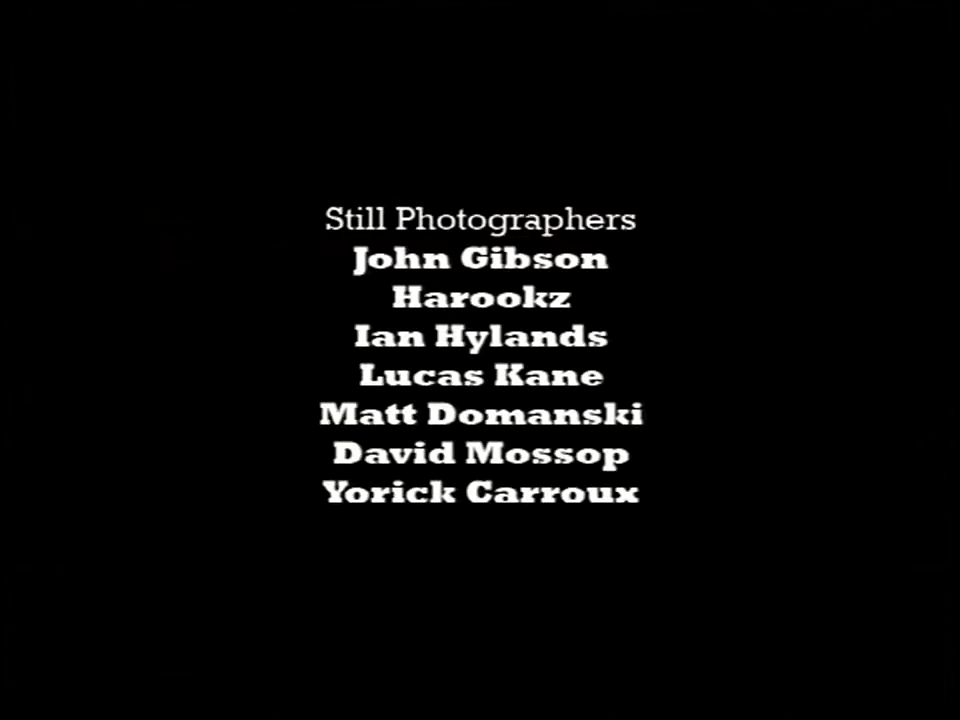 Still Photographers
John Gibson
Harookz
Ian Hylands
Lucas Kane
Matt Domanski
David Mossop
Yorick Carroux